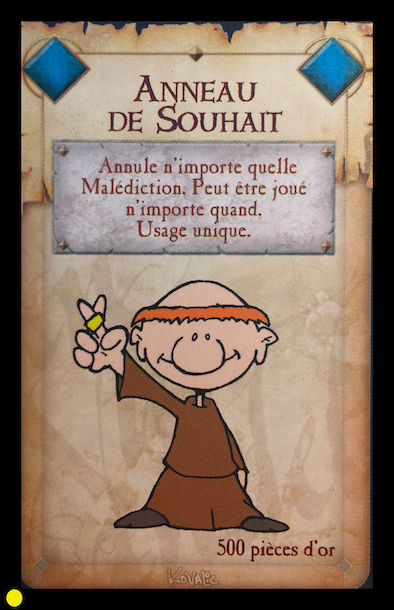 Anneau
de Souhait
Annule n'importe quelle
Malédiction. Peut être joué
n'importe quand.
Usage unique.
500 pièces d'or
Kovalic